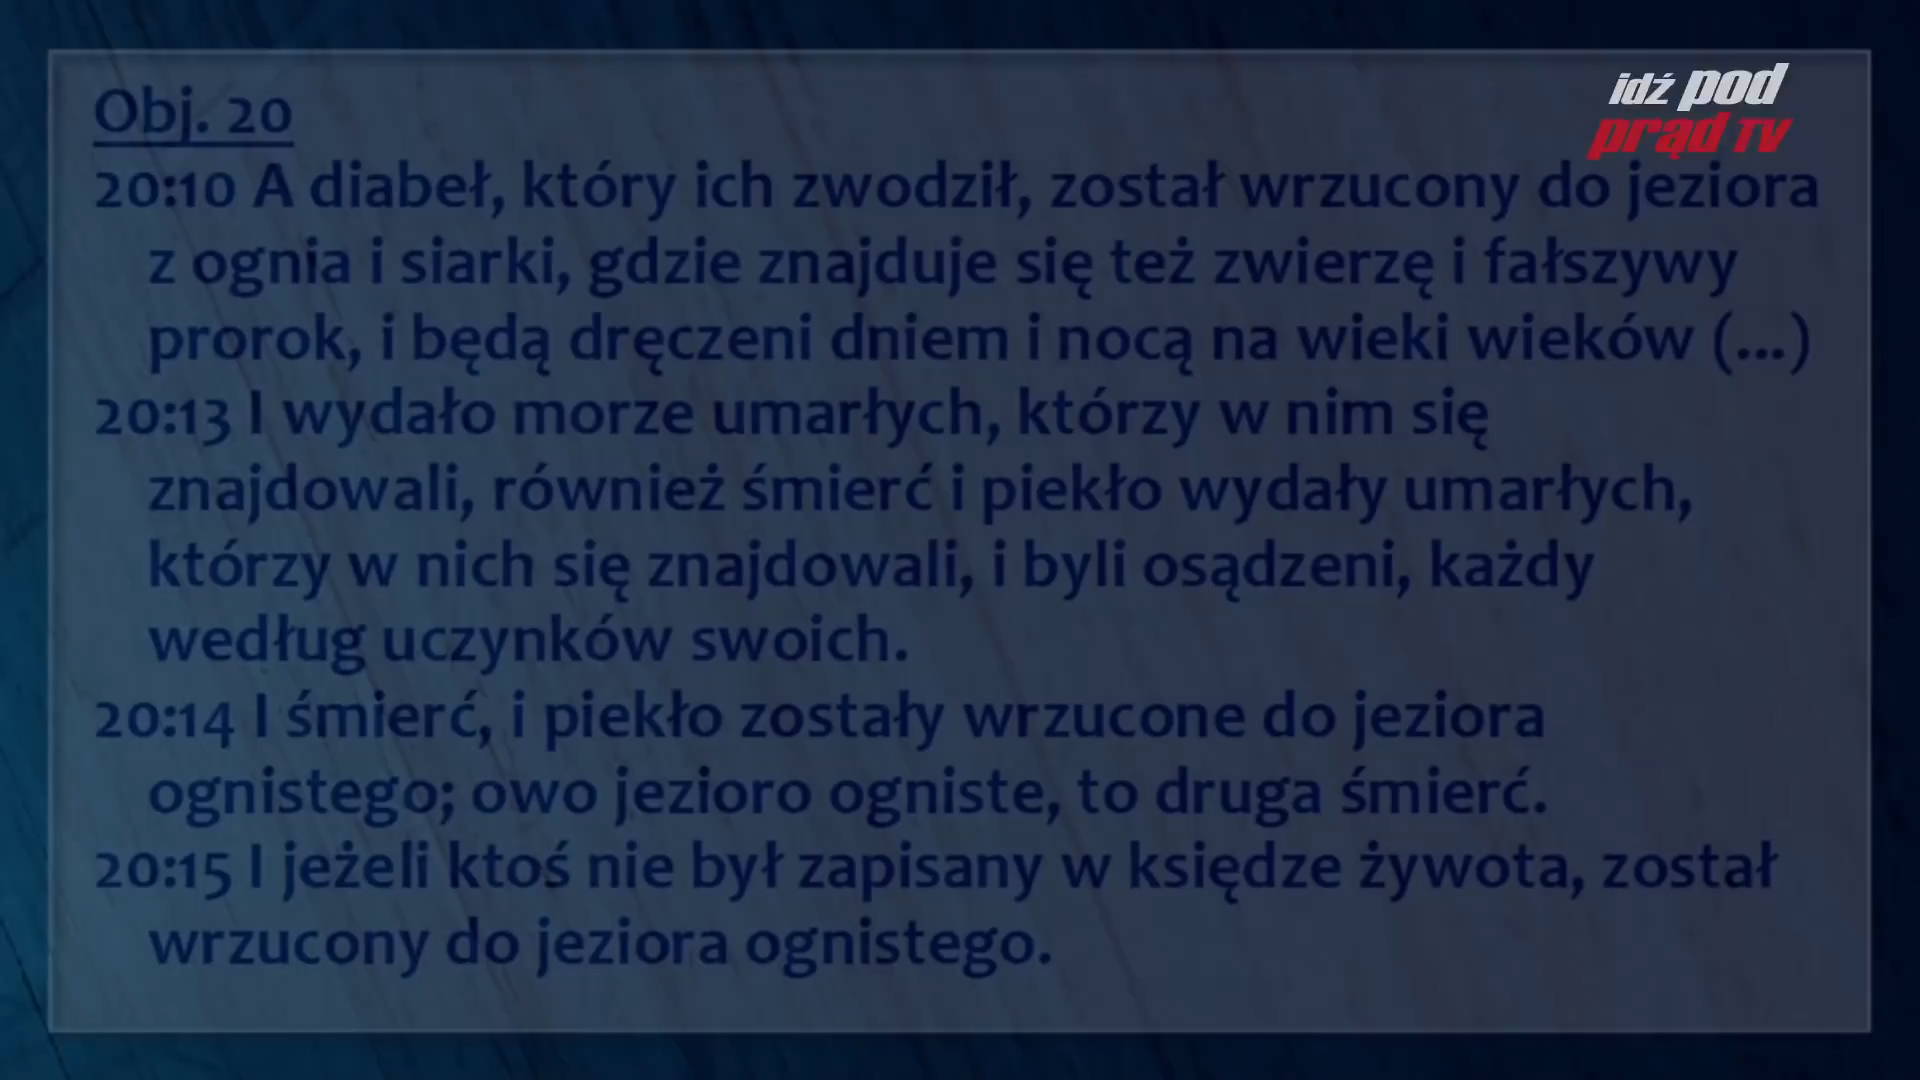 idź pod
prąd TV
Obj. 20
20:10 A diabeł, który ich zwodził, został wrzucony do jeziora
z ognia i siarki, gdzie znajduje się też zwierzę i fałszywy
prorok, i będą dręczeni dniem i nocą na wieki wieków (...)
20:13 I wydało morze umarłych, którzy w nim się
znajdowali, również śmierć i piekło wydały umarłych,
którzy w nich się znajdowali, i byli osądzeni, każdy
według uczynków swoich.
20:14 I śmierć, i piekło zostały wrzucone do jeziora
ognistego; owo jezioro ogniste, to druga śmierć.
20:15 I jeżeli ktoś nie był zapisany w księdze żywota, został
wrzucony do jeziora ognistego.